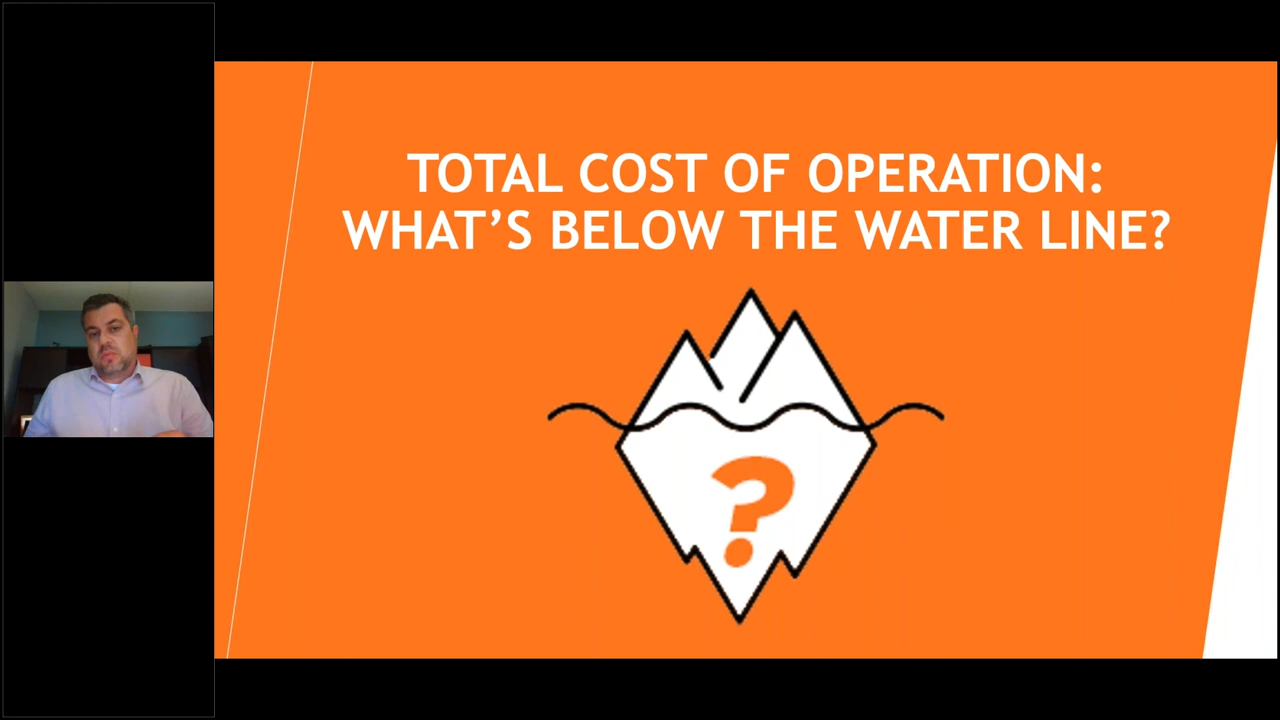 TOTAL COST OF OPERATION:
WHAT'S BELOW THE WATER LINE?
?